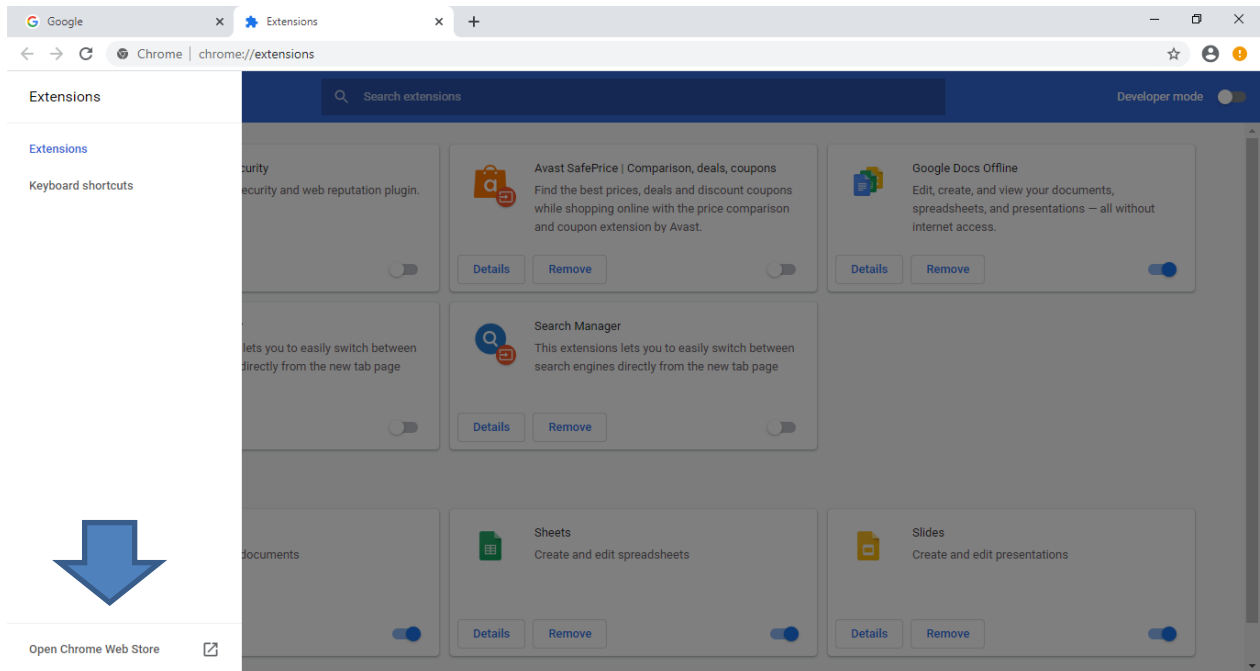 Google
Extensions
Chrome | chrome://extensions
Extensions
Search extensions
Developer mode
Extensions
Keyboard shortcuts
curity
ecurity and web reputation plugin.
Avast SafePrice | Comparison, deals, coupons
Find the best prices, deals and discount coupons
while shopping online with the price comparison
and coupon extension by Avast.
Details Remove
Google Docs Offline
Edit, create, and view your documents,
spreadsheets, and presentations — all without
internet access.
Details Remove
lets you to easily switch between
directly from the new tab page
Search Manager
This extensions lets you to easily switch between
search engines directly from the new tab page
Details Remove
documents
Sheets
Create and edit spreadsheets
Details Remove
Slides
Create and edit presentations
Details Remove
Open Chrome Web Store